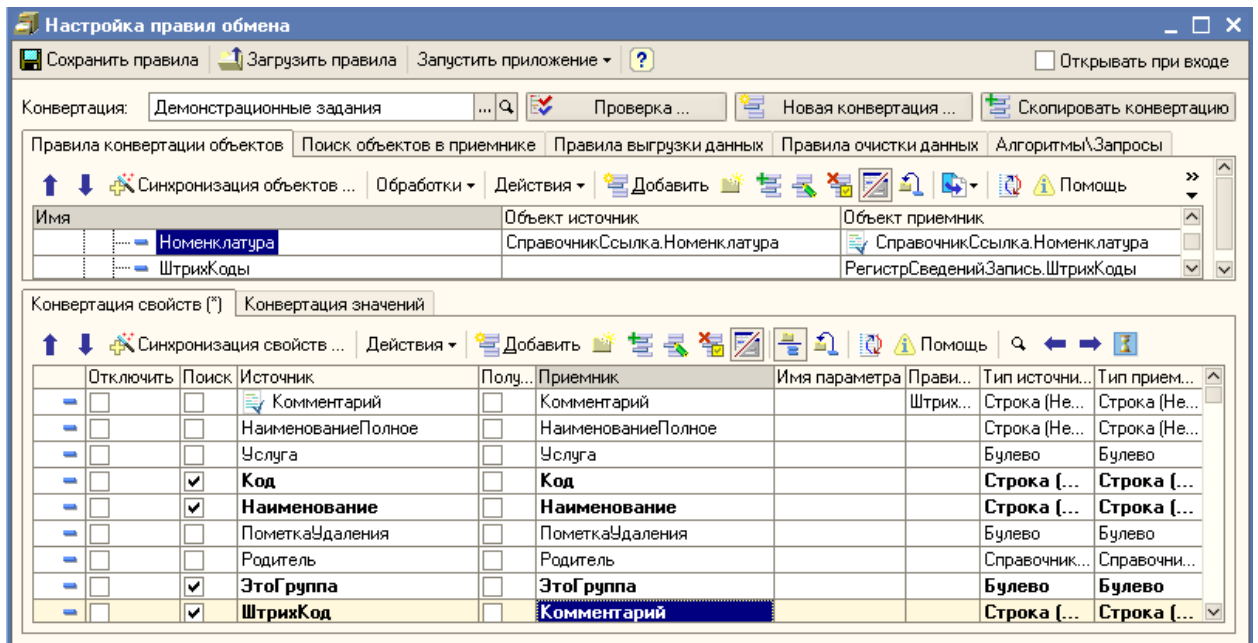 Настройка правил обмена
Сохранить правила Загрузить правила Запустить приложение ? Открывать при входе
Конвертация: Демонстрационные задания ... Проверка ... Новая конвертация ... Скопировать конвертацию
Правила конвертации объектов Поиск объектов в приемнике Правила выгрузки данных Правила очистки данных Алгоритмы\Запросы
Синхронизация объектов ... Обработки Действия Добавить Помощь »
Имя Объект источник Объект приемник
Номенклатура СправочникСсылка.Номенклатура СправочникСсылка.Номенклатура
ШтрихКоды РегистрСведенийЗапись.ШтрихКоды
Конвертация свойств (*) Конвертация значений
Синхронизация свойств ... Действия Добавить Помощь
Отключить Поиск Источник Полу... Приемник Имя параметра Прави... Тип источни... Тип прием...
Комментарий Комментарий Штрих... Строка (Не... Строка (Не...
НаименованиеПолное НаименованиеПолное Строка (Не... Строка (Не...
Услуга Услуга Булево Булево
Код Код Строка (... Строка (...
Наименование Наименование Строка (... Строка (...
ПометкаУдаления ПометкаУдаления Булево Булево
Родитель Родитель Справочник... Справочни...
ЭтоГруппа ЭтоГруппа Булево Булево
ШтрихКод Комментарий Строка (... Строка (...